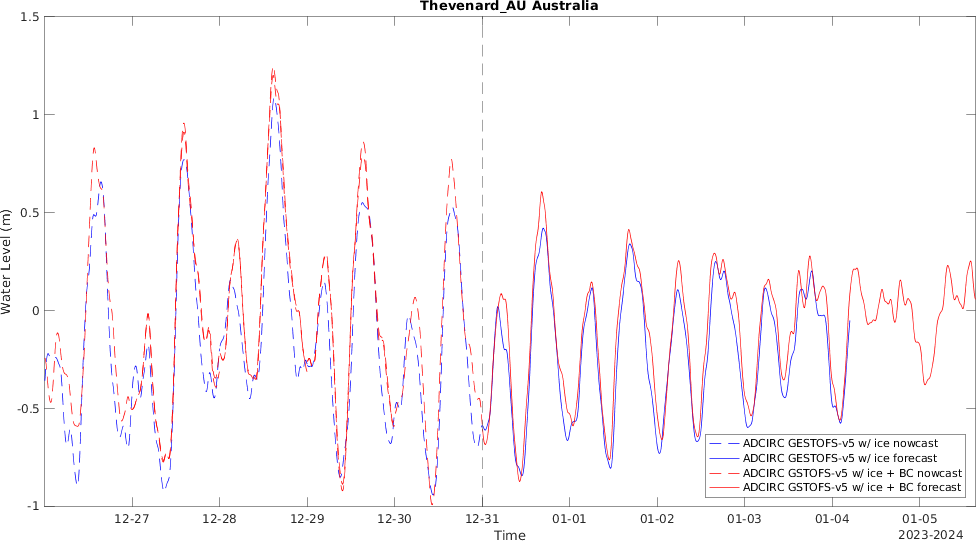 Thevenard_AU Australia
1.5
1
0.5
0
-0.5
-1
Water Level (m)
12-27 12-28 12-29 12-30 12-31 01-01 01-02 01-03 01-04 01-05
Time
2023-2024
ADCIRC GESTOFS-v5 w/ ice nowcast
ADCIRC GESTOFS-v5 w/ ice forecast
ADCIRC GSTOFS-v5 w/ ice + BC nowcast
ADCIRC GSTOFS-v5 w/ ice + BC forecast